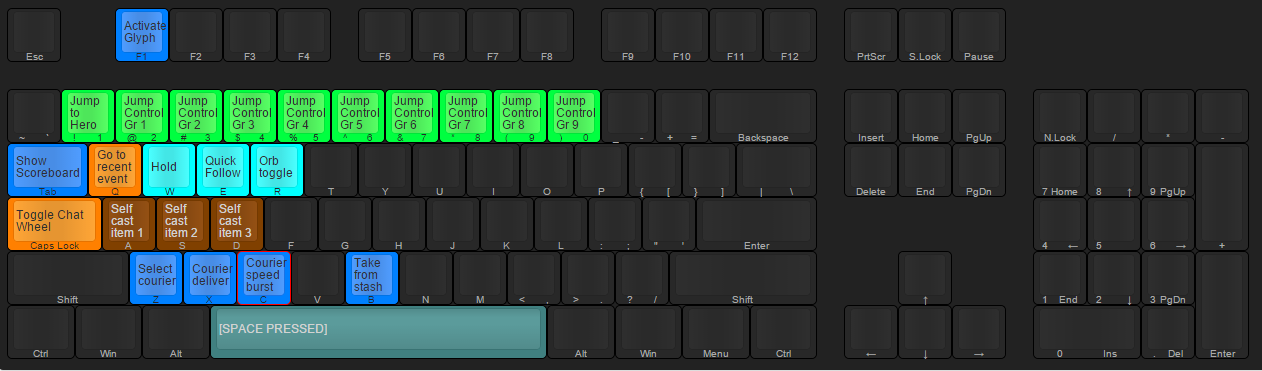 Activate
Glyph
Esc F1 F2 F3 F4 F5 F6 F7 F8 F9 F10 F11 F12 PrtScr S.Lock Pause
Jump to Hero
Jump Control Gr 1
Jump Control Gr 2
Jump Control Gr 3
Jump Control Gr 4
Jump Control Gr 5
Jump Control Gr 6
Jump Control Gr 7
Jump Control Gr 8
Jump Control Gr 9
~ ` ! 1 @ 2 # 3 $ 4 % 5 ^ 6 & 7 * 8 ( 9 ) 0 _ - + = Backspace Insert Home PgUp N.Lock / * -
Show Scoreboard
Go to recent event
Hold
Quick Follow
Orb toggle
Tab Q W E R T Y U I O P { [ } ] | \ Delete End PgDn 7 Home 8 ↑ 9 PgUp
Toggle Chat Wheel
Self cast item 1
Self cast item 2
Self cast item 3
Caps Lock A S D F G H J K L : ; " ' Enter 4 ← 5 6 → +
Select courier
Courier deliver
Courier speed burst
Take from stash
Shift Z X C V B N M < , > . ? / Shift ↑ 1 End 2 ↓ 3 PgDn
[SPACE PRESSED]
Ctrl Win Alt Alt Win Menu Ctrl ← ↓ → 0 Ins . Del Enter